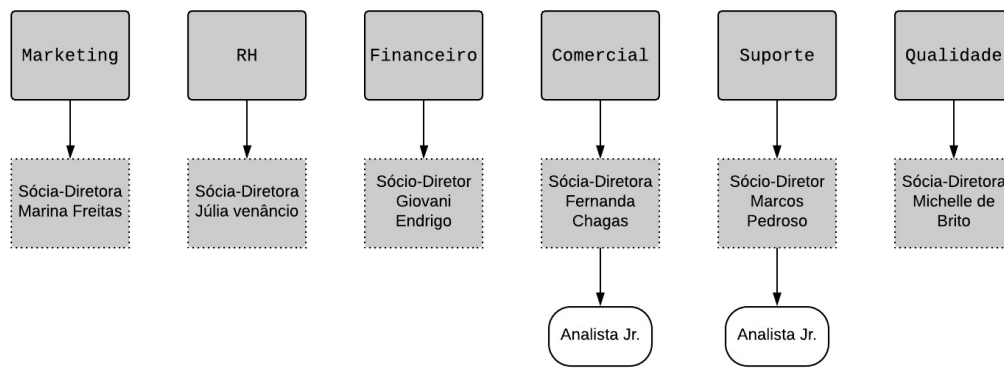 Marketing
RH
Financeiro
Comercial
Suporte
Qualidade
Sócia-Diretora
Marina Freitas
Sócia-Diretora
Júlia venâncio
Sócio-Diretor
Giovani
Endrigo
Sócia-Diretora
Fernanda
Chagas
Sócio-Diretor
Marcos
Pedroso
Sócia-Diretora
Michelle de
Brito
Analista Jr.
Analista Jr.